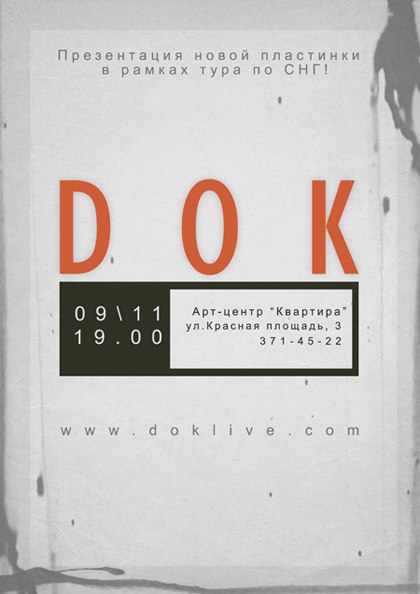 Презентация новой пластинки
в рамках тура по СНГ!
DOK
09\11
19.00
Арт-центр “Квартира”
ул.Красная площадь, 3
371-45-22
www.doklive.com